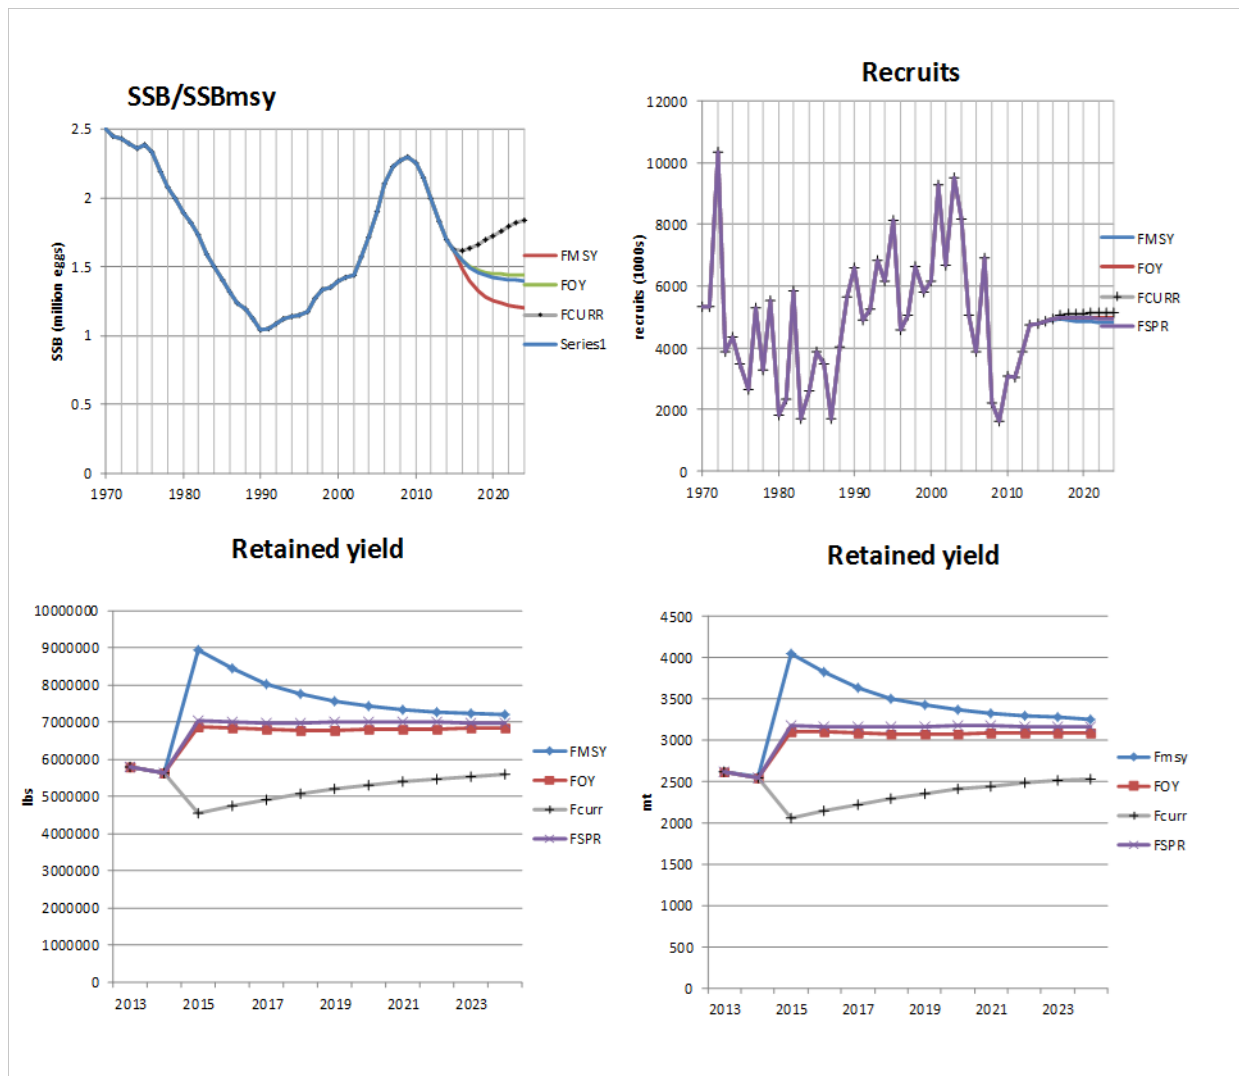 SSB/SSBmsy
SSB (million eggs)
2.5
2
1.5
1
0.5
0
1970
1980
1990
2000
2010
2020
FMSY
FOY
FCURR
Series1
Recruits
recruits (1000s)
12000
10000
8000
6000
4000
2000
0
1970
1980
1990
2000
2010
2020
FMSY
FOY
FCURR
FSPR
Retained yield
lbs
10000000
9000000
8000000
7000000
6000000
5000000
4000000
3000000
2000000
1000000
0
2013
2015
2017
2019
2021
2023
FMSY
FOY
Fcurr
FSPR
Retained yield
mt
4500
4000
3500
3000
2500
2000
1500
1000
500
0
2013
2015
2017
2019
2021
2023
Fmsy
FOY
Fcurr
FSPR